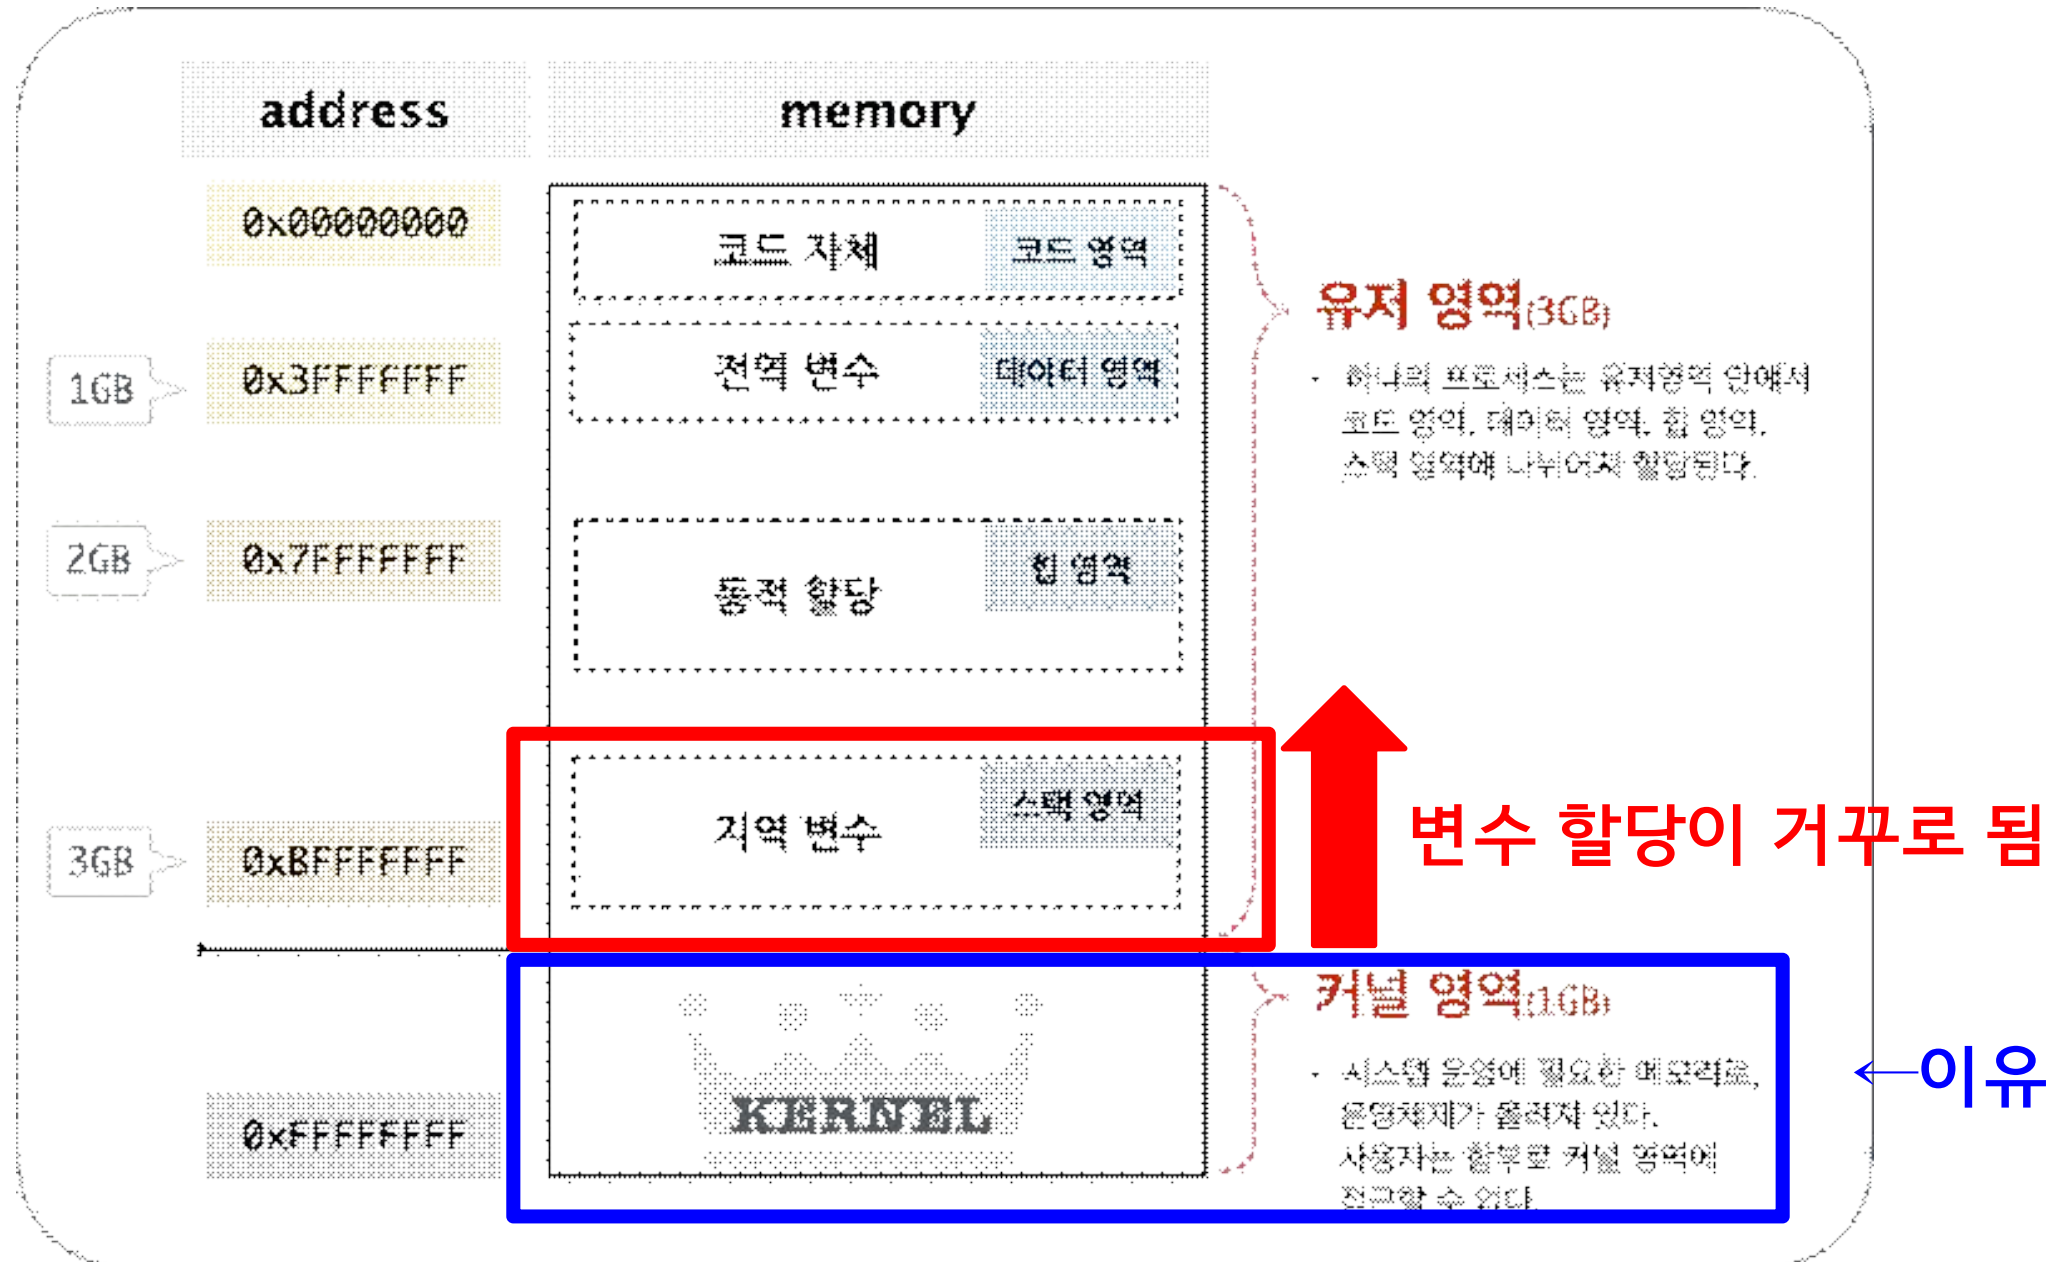 address
memory
0x00000000
코드 자체
코드 영역
유저 영역(3GB)
1GB
0x3FFFFFFF
전역 변수
데이터 영역
- 하나의 프로세스는 유저영역 안에서
코드 영역, 데이터 영역, 힙 영역,
스택 영역에 나뉘어져 할당된다.
2GB
0x7FFFFFFF
동적 할당
힙 영역
3GB
0xBFFFFFFF
지역 변수
스택 영역
변수 할당이 거꾸로 됨
커널 영역(1GB)
KERNEL
- 시스템 운영에 필요한 메모리로,
운영체제가 올려져 있다.
사용자는 함부로 커널 영역에
접근할 수 없다.
←이유
0xFFFFFFFF